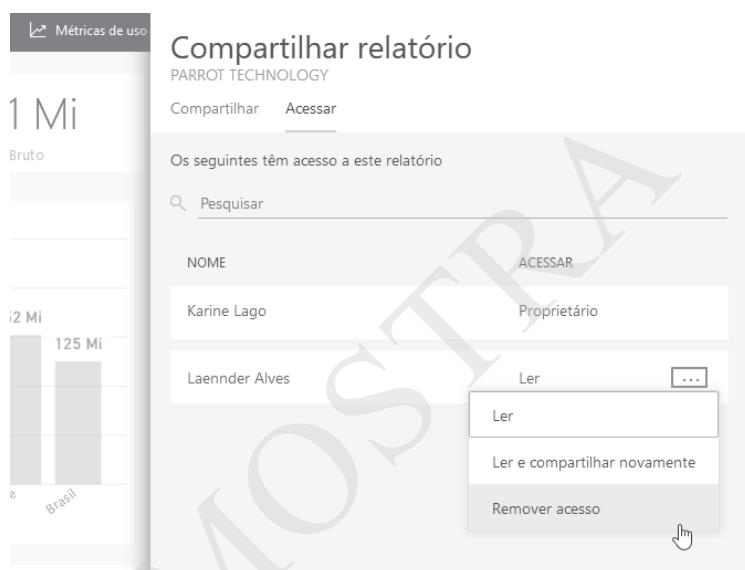 Métricas de uso
Compartilhar relatório
PARROT TECHNOLOGY
Compartilhar Acessar
1 Mi
Bruto
Os seguintes têm acesso a este relatório
Pesquisar
NOME ACESSAR
Karine Lago Proprietário
2 Mi
125 Mi
Laennder Alves Ler ...
Ler
Ler e compartilhar novamente
Remover acesso
Brasil
MOSTRA